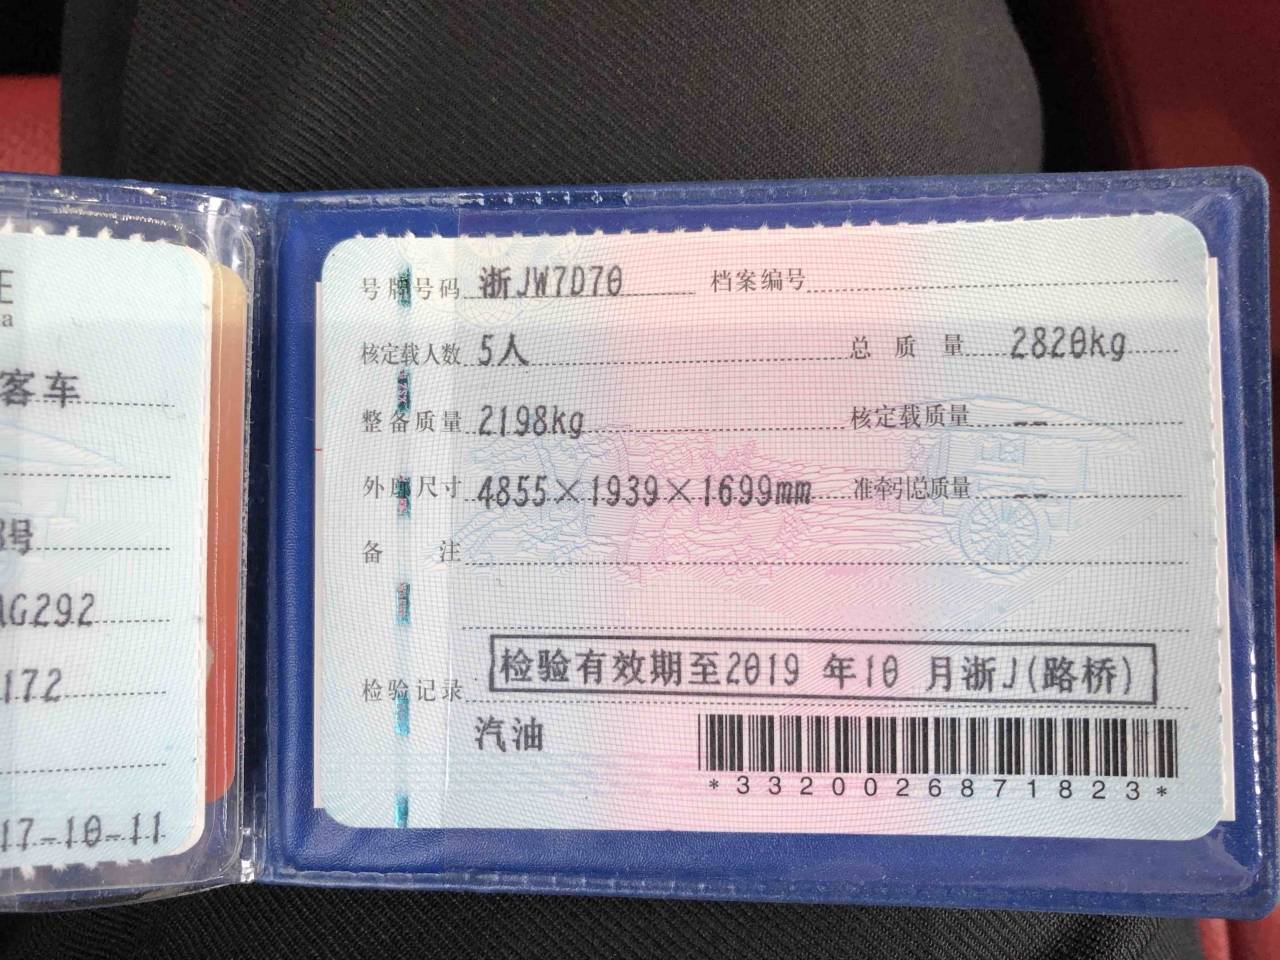 证
a
客车
号
AG292
172
17-10-11
号牌号码 浙JW7D70 档案编号
核定载人数 5人 总质量 2820kg
整备质量 2198kg 核定载质量 --
外廓尺寸 4855×1939×1699mm 准牵引总质量 --
备注
检验记录 检验有效期至2019 年10 月浙J(路桥)
汽油
*3320026871823*